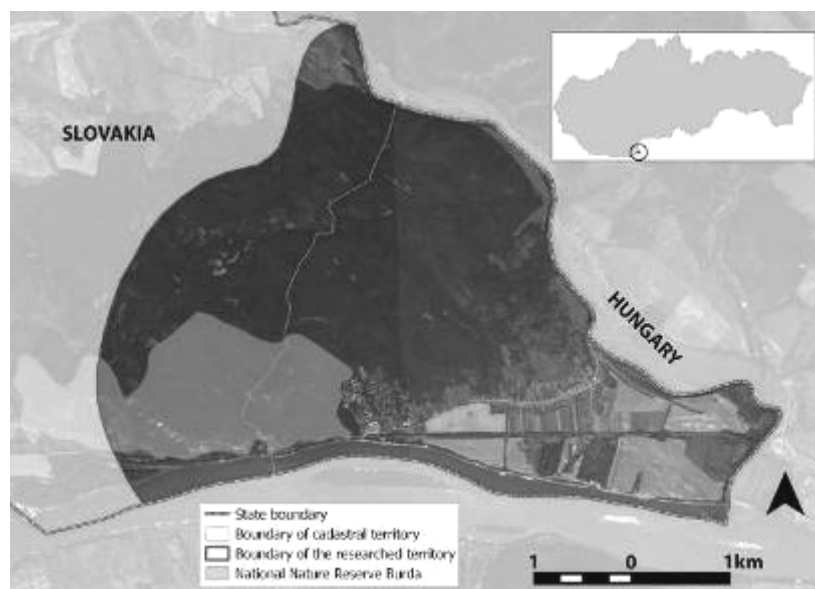 SLOVAKIA
HUNGARY
State boundary
Boundary of cadastral territory
Boundary of the researched territory
National Nature Reserve Burda
1 0 1km